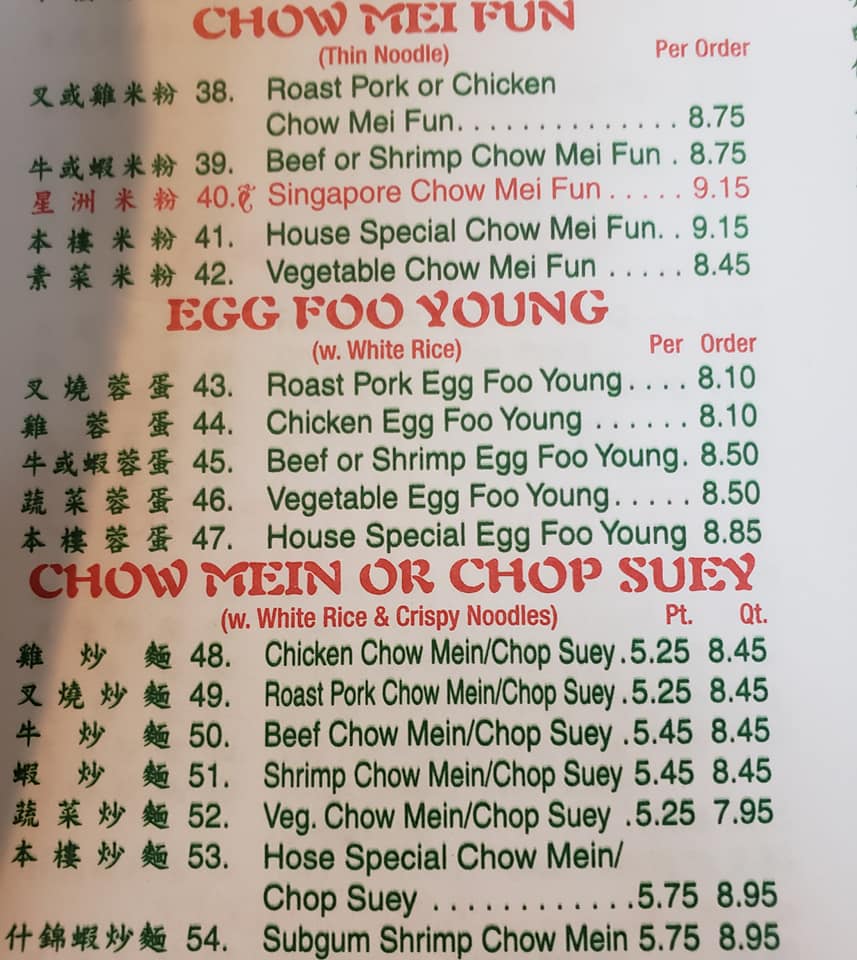 CHOW MEI FUN
(Thin Noodle) Per Order
叉或雞米粉 38. Roast Pork or Chicken
Chow Mei Fun. . . . . . . . . . . . . . 8.75
牛或蝦米粉 39. Beef or Shrimp Chow Mei Fun . 8.75
星洲米粉 40. Singapore Chow Mei Fun . . . . . 9.15
本樓米粉 41. House Special Chow Mei Fun. . 9.15
素菜米粉 42. Vegetable Chow Mei Fun . . . . . 8.45
EGG FOO YOUNG
(w. White Rice) Per Order
叉燒蓉蛋 43. Roast Pork Egg Foo Young. . . . 8.10
雞蓉蛋 44. Chicken Egg Foo Young . . . . . . 8.10
牛或蝦蓉蛋 45. Beef or Shrimp Egg Foo Young. 8.50
蔬菜蓉蛋 46. Vegetable Egg Foo Young. . . . . 8.50
本樓蓉蛋 47. House Special Egg Foo Young 8.85
CHOW MEIN OR CHOP SUEY
(w. White Rice & Crispy Noodles) Pt. Qt.
雞炒麵 48. Chicken Chow Mein/Chop Suey .5.25 8.45
叉燒炒麵 49. Roast Pork Chow Mein/Chop Suey .5.25 8.45
牛炒麵 50. Beef Chow Mein/Chop Suey .5.45 8.45
蝦炒麵 51. Shrimp Chow Mein/Chop Suey 5.45 8.45
蔬菜炒麵 52. Veg. Chow Mein/Chop Suey .5.25 7.95
本樓炒麵 53. Hose Special Chow Mein/
Chop Suey . . . . . . . . . . . .5.75 8.95
什錦蝦炒麵 54. Subgum Shrimp Chow Mein 5.75 8.95